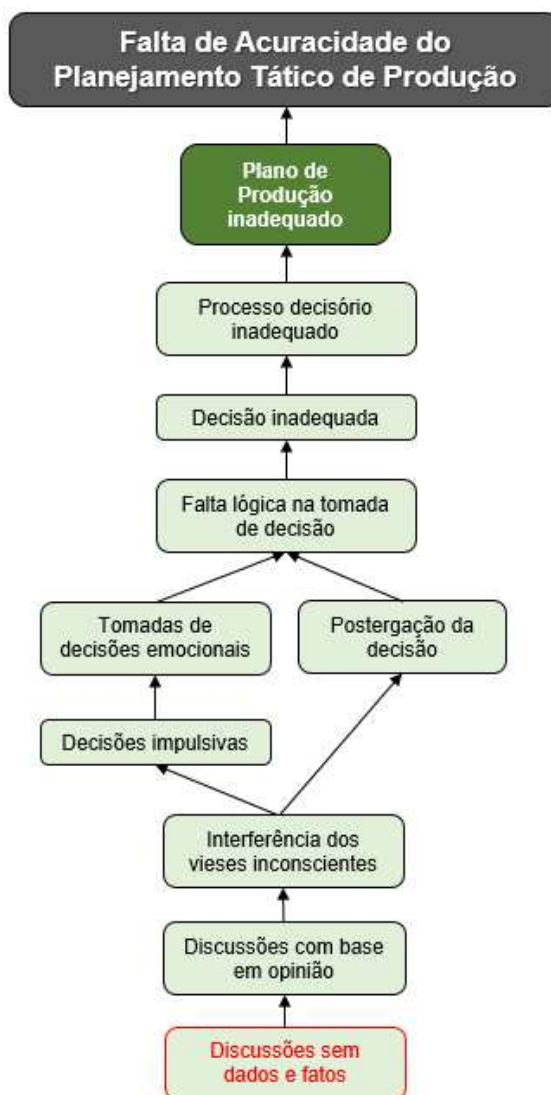 Falta de Acuracidade do
Planejamento Tático de Produção
Plano de
Produção
inadequado
Processo decisório
inadequado
Decisão inadequada
Falta lógica na tomada
de decisão
Tomadas de
decisões emocionais
Postergação da
decisão
Decisões impulsivas
Interferência dos
vieses inconscientes
Discussões com base
em opinião
Discussões sem
dados e fatos